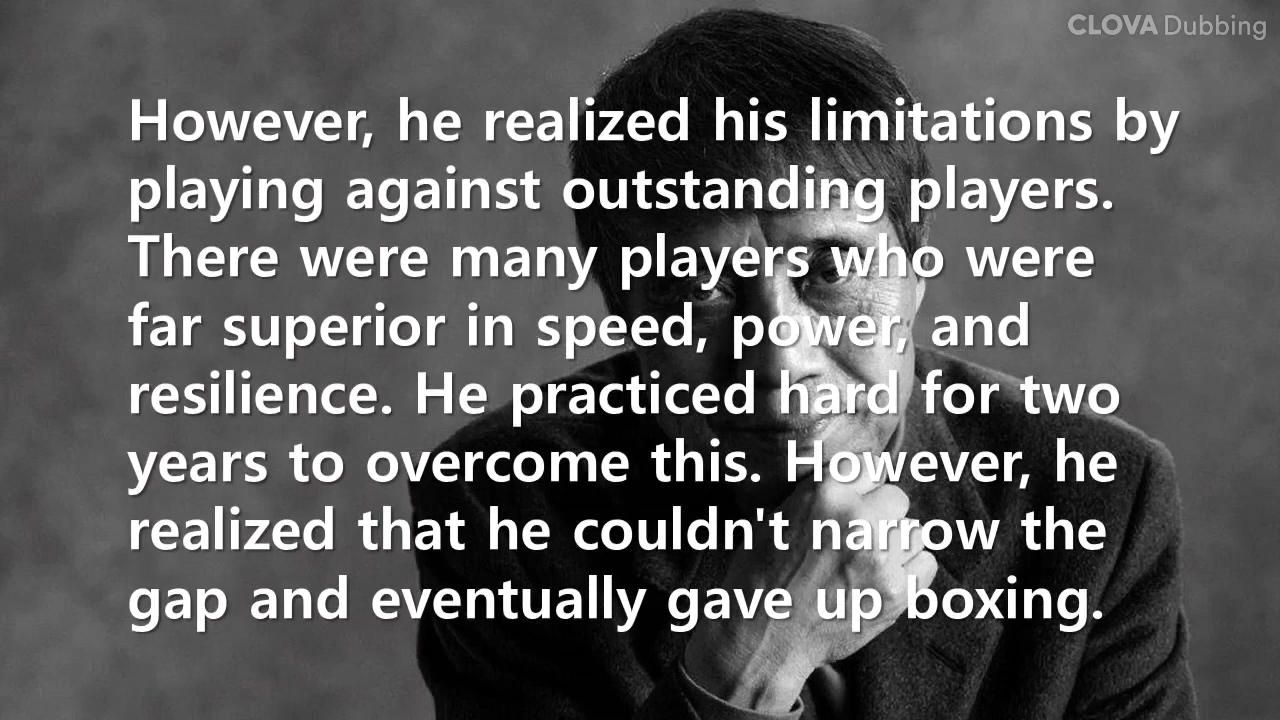 CLOVA Dubbing
However, he realized his limitations by
playing against outstanding players.
There were many players who were
far superior in speed, power, and
resilience. He practiced hard for two
years to overcome this. However, he
realized that he couldn't narrow the
gap and eventually gave up boxing.